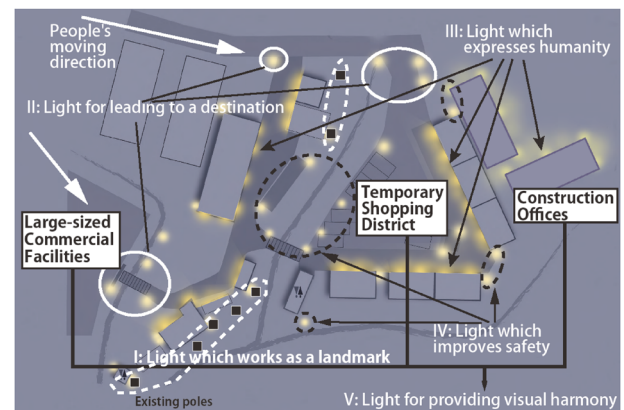 People's
moving
direction
III: Light which
expresses humanity
II: Light for leading to a destination
Large-sized
Commercial
Facilities
Temporary
Shopping
District
Construction
Offices
IV: Light which
improves safety
I: Light which works as a landmark
Existing poles
V: Light for providing visual harmony